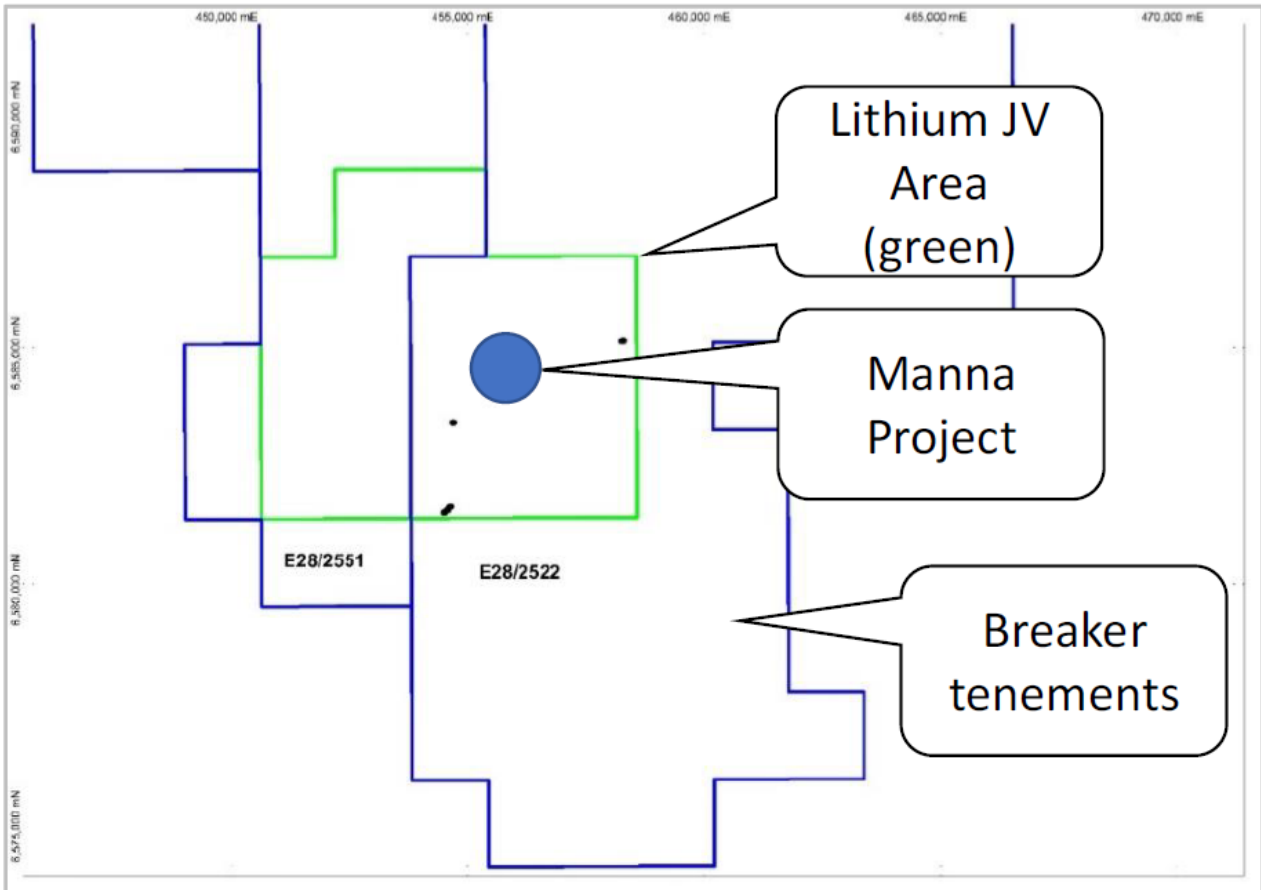 450,000 mE
455,000 mE
460,000 mE
465,000 mE
470,000 mE
6,590,000 mN
6,585,000 mN
6,580,000 mN
6,575,000 mN
Lithium JV
Area
(green)
Manna
Project
E28/2551
E28/2522
Breaker
tenements